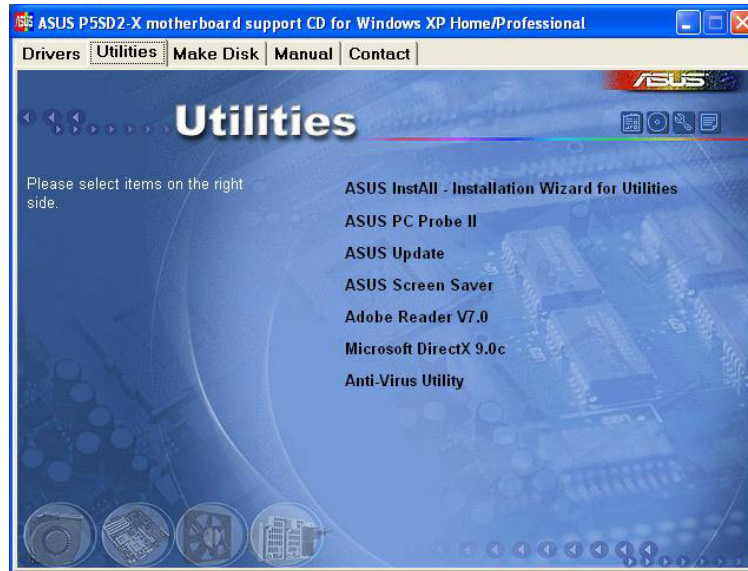 ASUS P5SD2-X motherboard support CD for Windows XP Home/Professional
Drivers Utilities Make Disk Manual Contact
ASUS
Utilities
Please select items on the right
side.
ASUS InstAll - Installation Wizard for Utilities
ASUS PC Probe II
ASUS Update
ASUS Screen Saver
Adobe Reader V7.0
Microsoft DirectX 9.0c
Anti-Virus Utility